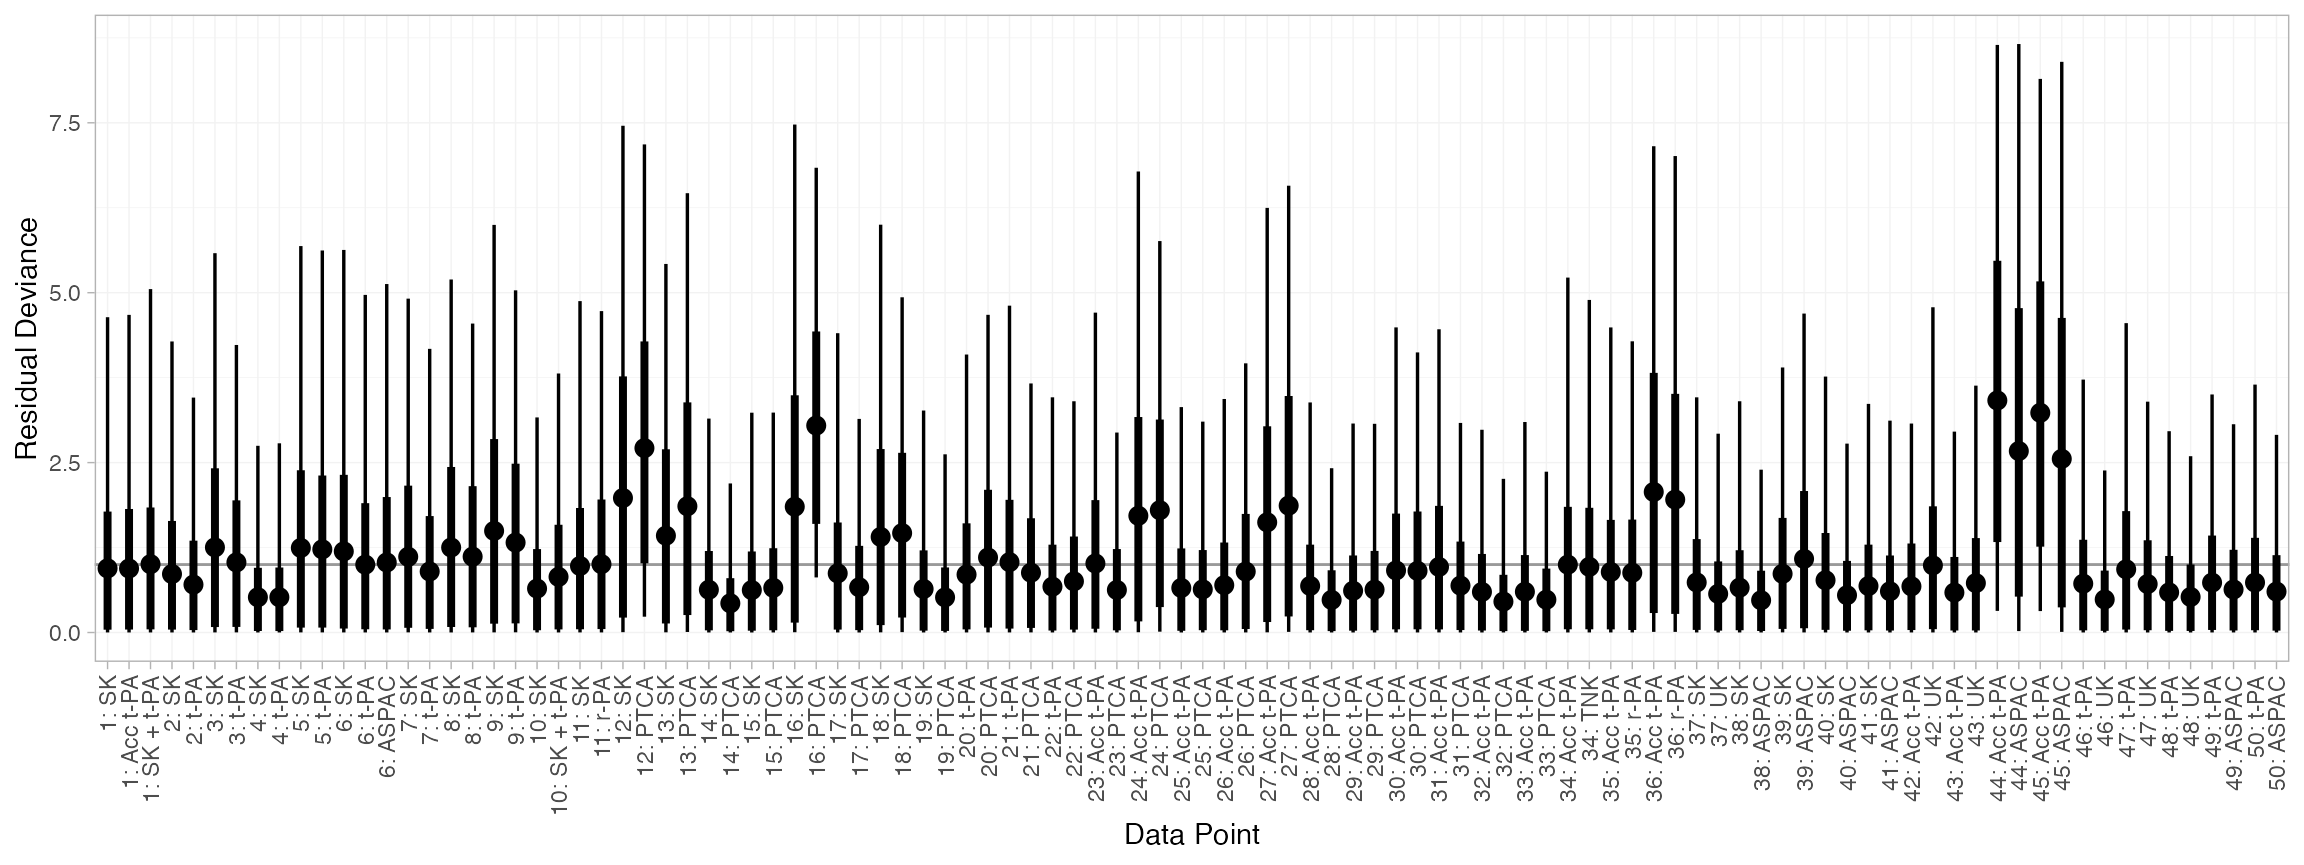 Residual Deviance
7.5
5.0
2.5
0.0
1: SK
1: Acc t-PA
1: SK + t-PA
2: SK
2: t-PA
3: SK
3: t-PA
4: SK
4: t-PA
5: SK
5: t-PA
6: SK
6: t-PA
6: ASPAC
7: SK
7: t-PA
8: SK
8: t-PA
9: SK
9: t-PA
10: SK
10: SK + t-PA
11: SK
11: r-PA
12: SK
12: PTCA
13: SK
13: PTCA
14: SK
14: PTCA
15: SK
15: PTCA
16: SK
16: PTCA
17: SK
17: PTCA
18: SK
18: PTCA
19: SK
19: PTCA
20: t-PA
20: PTCA
21: t-PA
21: PTCA
22: t-PA
22: PTCA
23: Acc t-PA
23: PTCA
24: Acc t-PA
24: PTCA
25: Acc t-PA
25: PTCA
26: Acc t-PA
26: PTCA
27: Acc t-PA
27: PTCA
28: Acc t-PA
28: PTCA
29: Acc t-PA
29: PTCA
30: Acc t-PA
30: PTCA
31: Acc t-PA
31: PTCA
32: Acc t-PA
32: PTCA
33: Acc t-PA
33: PTCA
34: Acc t-PA
34: TNK
35: Acc t-PA
35: r-PA
36: Acc t-PA
36: r-PA
37: SK
37: UK
38: SK
38: ASPAC
39: SK
39: ASPAC
40: SK
40: ASPAC
41: SK
41: ASPAC
42: Acc t-PA
42: UK
43: Acc t-PA
43: UK
44: Acc t-PA
44: ASPAC
45: Acc t-PA
45: ASPAC
46: t-PA
46: UK
47: t-PA
47: UK
48: t-PA
48: UK
49: t-PA
49: ASPAC
50: t-PA
50: ASPAC
Data Point